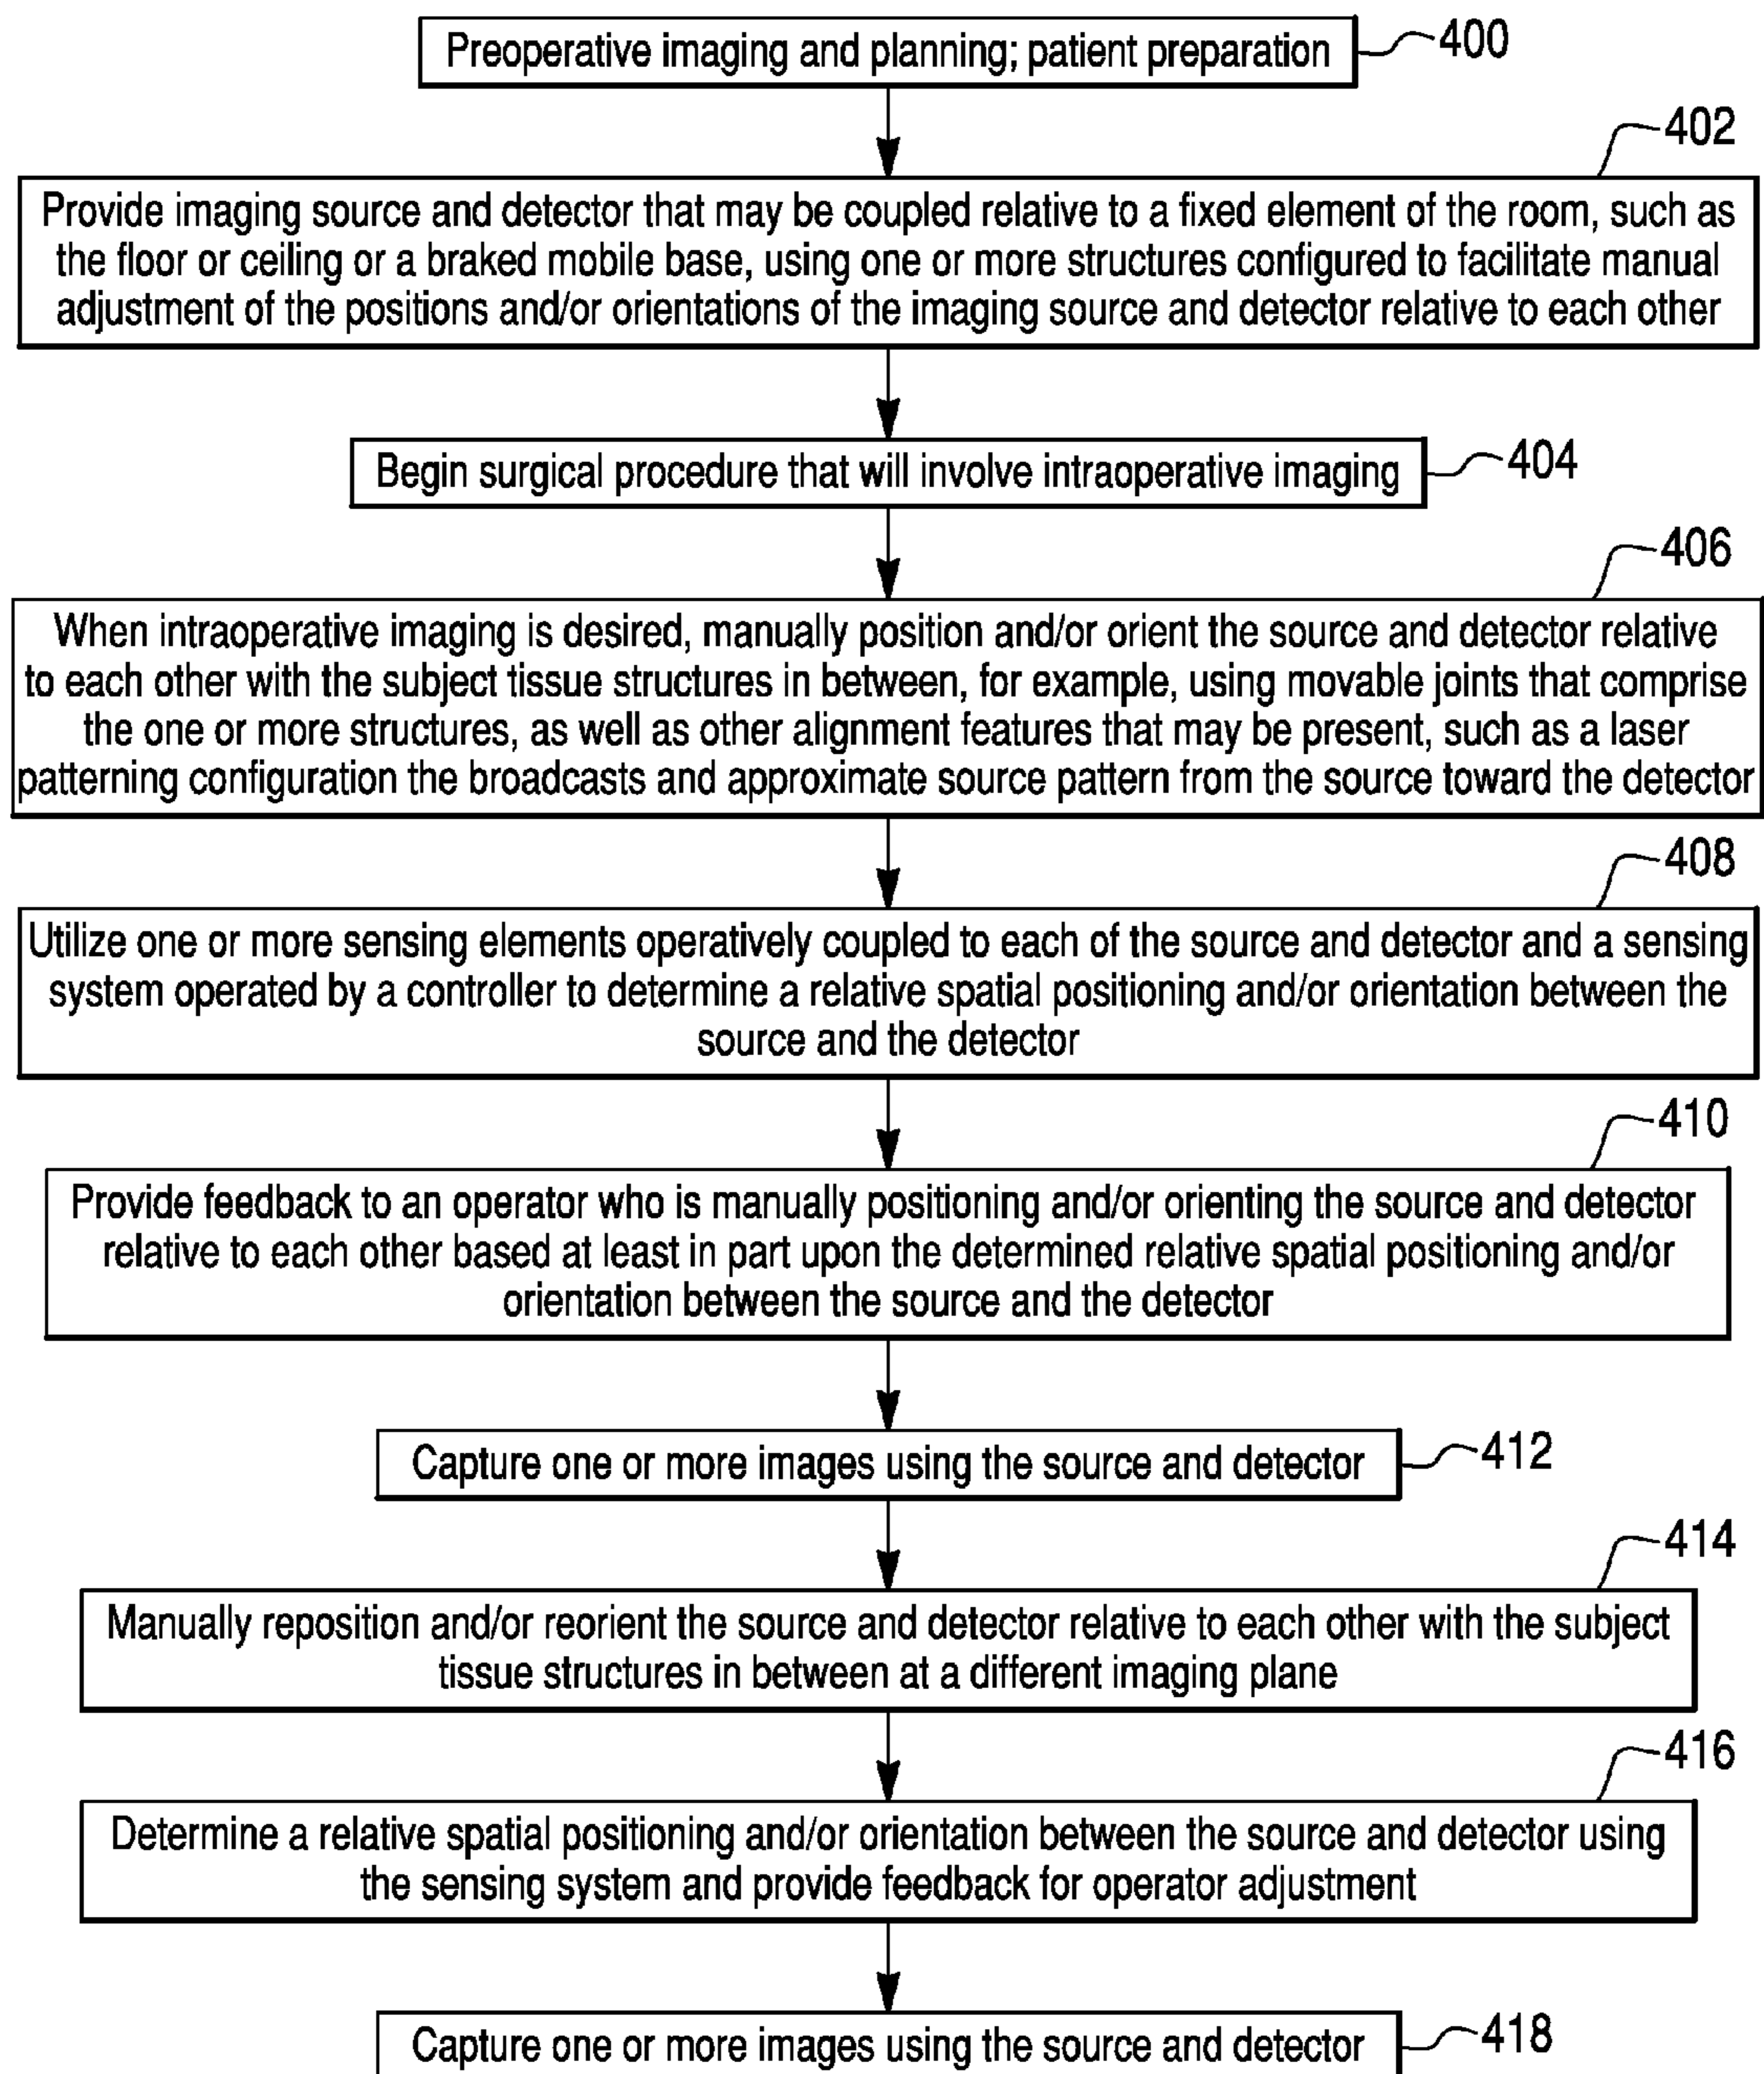 Preoperative imaging and planning; patient preparation
400
402
Provide imaging source and detector that may be coupled relative to a fixed element of the room, such as
the floor or ceiling or a braked mobile base, using one or more structures configured to facilitate manual
adjustment of the positions and/or orientations of the imaging source and detector relative to each other
Begin surgical procedure that will involve intraoperative imaging
404
406
When intraoperative imaging is desired, manually position and/or orient the source and detector relative
to each other with the subject tissue structures in between, for example, using movable joints that comprise
the one or more structures, as well as other alignment features that may be present, such as a laser
patterning configuration the broadcasts and approximate source pattern from the source toward the detector
408
Utilize one or more sensing elements operatively coupled to each of the source and detector and a sensing
system operated by a controller to determine a relative spatial positioning and/or orientation between the
source and the detector
410
Provide feedback to an operator who is manually positioning and/or orienting the source and detector
relative to each other based at least in part upon the determined relative spatial positioning and/or
orientation between the source and the detector
Capture one or more images using the source and detector
412
414
Manually reposition and/or reorient the source and detector relative to each other with the subject
tissue structures in between at a different imaging plane
416
Determine a relative spatial positioning and/or orientation between the source and detector using
the sensing system and provide feedback for operator adjustment
Capture one or more images using the source and detector
418